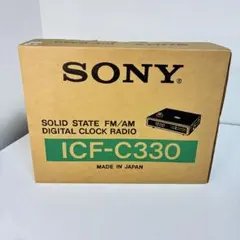 SONY
SOLID STATE FM/AM
DIGITAL CLOCK RADIO
ICF-C330
MADE IN JAPAN